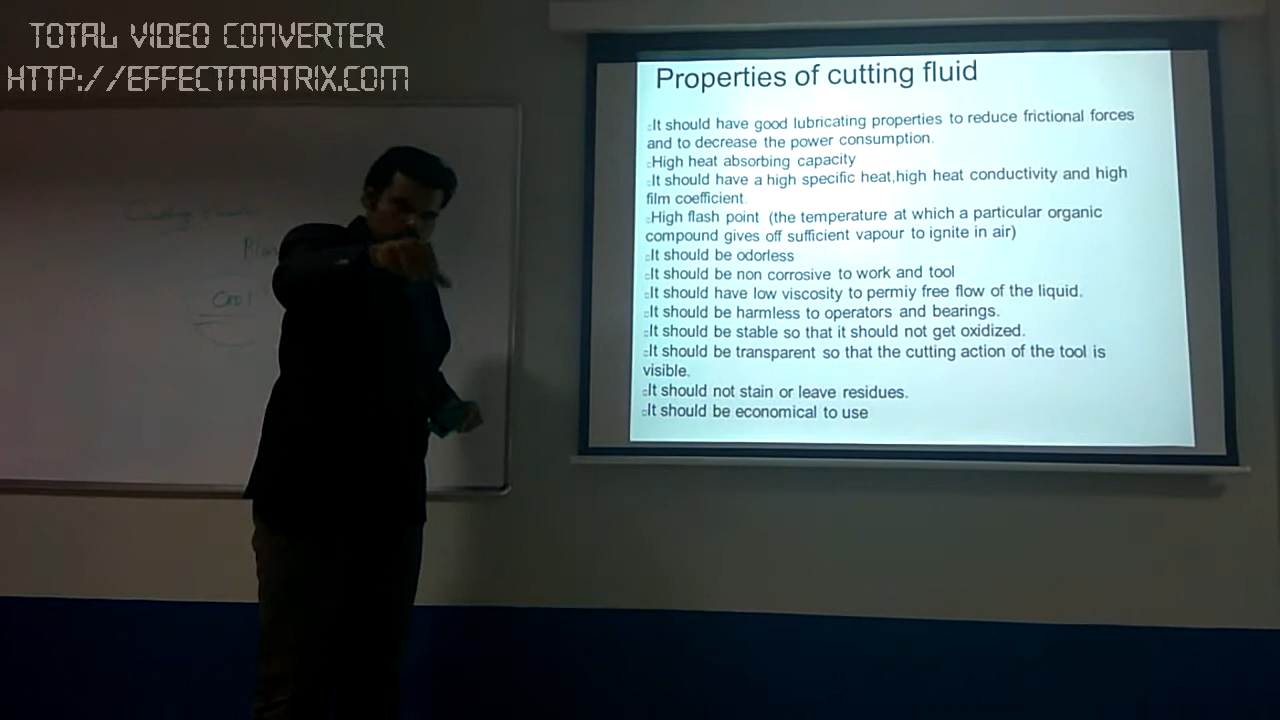 TOTAL VIDEO CONVERTER
HTTP://EFFECTMATRIX.COM
Properties of cutting fluid
It should have good lubricating properties to reduce frictional forces
and to decrease the power consumption.
High heat absorbing capacity
It should have a high specific heat,high heat conductivity and high
film coefficient.
High flash point (the temperature at which a particular organic
compound gives off sufficient vapour to ignite in air)
It should be odorless
It should be non corrosive to work and tool
It should have low viscosity to permiy free flow of the liquid.
It should be harmless to operators and bearings.
It should be stable so that it should not get oxidized.
It should be transparent so that the cutting action of the tool is
visible.
It should not stain or leave residues.
It should be economical to use
Cool